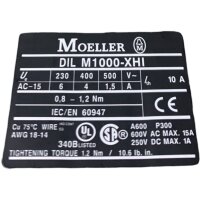 MOELLER
DIL M1000-XHI
Ue 230 400 500 V~ Ith 10 A
AC-15 6 4 1,5 A
0,8 – 1,2 Nm
IEC/EN 60947
Cu 75°C WIRE
AWG 18-14
340B LISTED
A600 P300
600V AC MAX. 15A
250V DC MAX. 1A
TIGHTENING TORQUE 1.2 Nm / 10.6 lb. in.